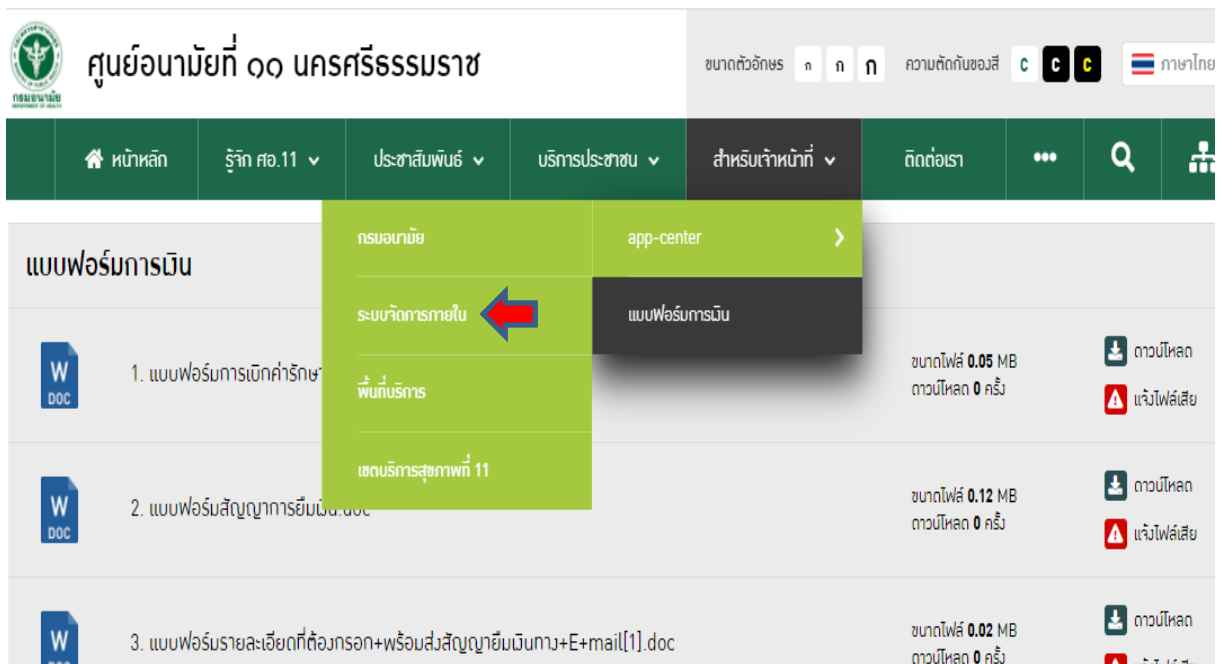 ศูนย์อนามัยที่ ๑๑ นครศรีธรรมราช
กรมอนามัย
ขนาดตัวอักษร ก ก ก ความตัดกันของสี C C C ภาษาไทย
หน้าหลัก รู้จัก ศอ.11 ประชาสัมพันธ์ บริการประชาชน สำหรับเจ้าหน้าที่ ติดต่อเรา
กรมอนามัย app-center
แบบฟอร์มการเงิน
ระบบจัดการภายใน แบบฟอร์มการเงิน
พื้นที่บริการ
เขตบริการสุขภาพที่ 11
W DOC
1. แบบฟอร์มการเบิกค่ารักษา
ขนาดไฟล์ 0.05 MB
ดาวน์โหลด 0 ครั้ง
ดาวน์โหลด
แจ้งไฟล์เสีย
W DOC
2. แบบฟอร์มสัญญาการยืมเงิน.doc
ขนาดไฟล์ 0.12 MB
ดาวน์โหลด 0 ครั้ง
ดาวน์โหลด
แจ้งไฟล์เสีย
W DOC
3. แบบฟอร์มรายละเอียดที่ต้องกรอก+พร้อมส่งสัญญายืมเงินทาง+E+mail[1].doc
ขนาดไฟล์ 0.02 MB
ดาวน์โหลด 0 ครั้ง
ดาวน์โหลด